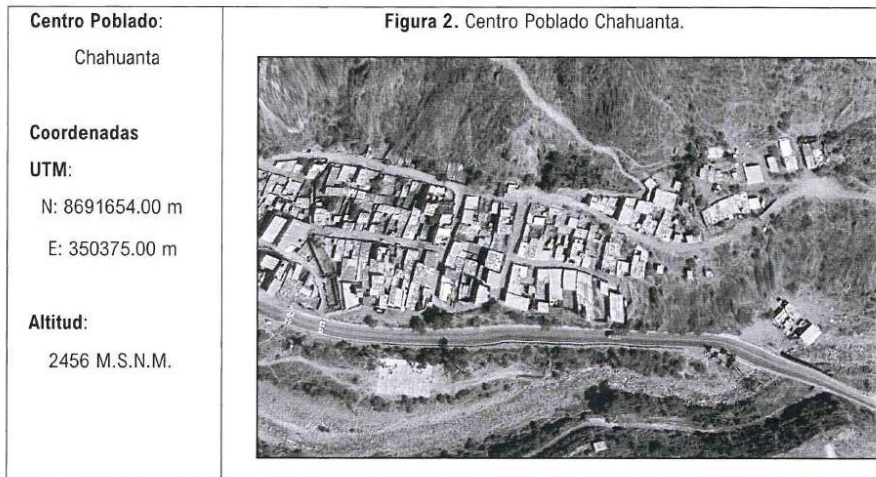 Centro Poblado:
Chahuanta
Coordenadas
UTM:
N: 8691654.00 m
E: 350375.00 m
Altitud:
2456 M.S.N.M.
Figura 2. Centro Poblado Chahuanta.